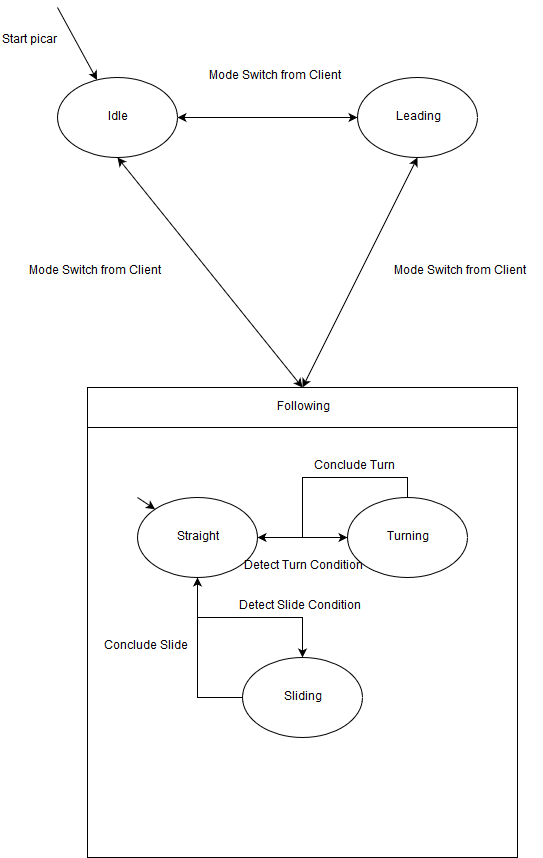 Start picar
Mode Switch from Client
Idle
Leading
Mode Switch from Client
Mode Switch from Client
Following
Conclude Turn
Straight
Turning
Detect Turn Condition
Detect Slide Condition
Conclude Slide
Sliding